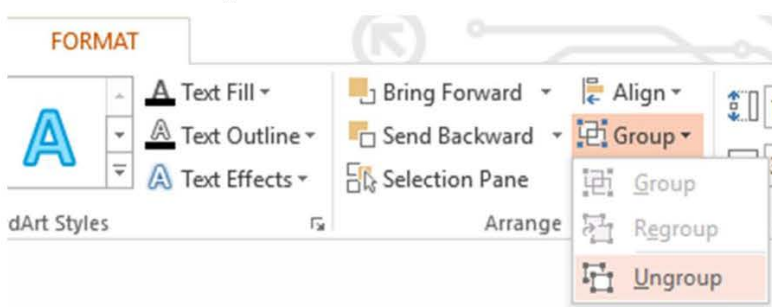 FORMAT
A Text Fill
A Text Outline
A Text Effects
dArt Styles
Bring Forward
Send Backward
Selection Pane
Arrange
Align
Group
Group
Regroup
Ungroup